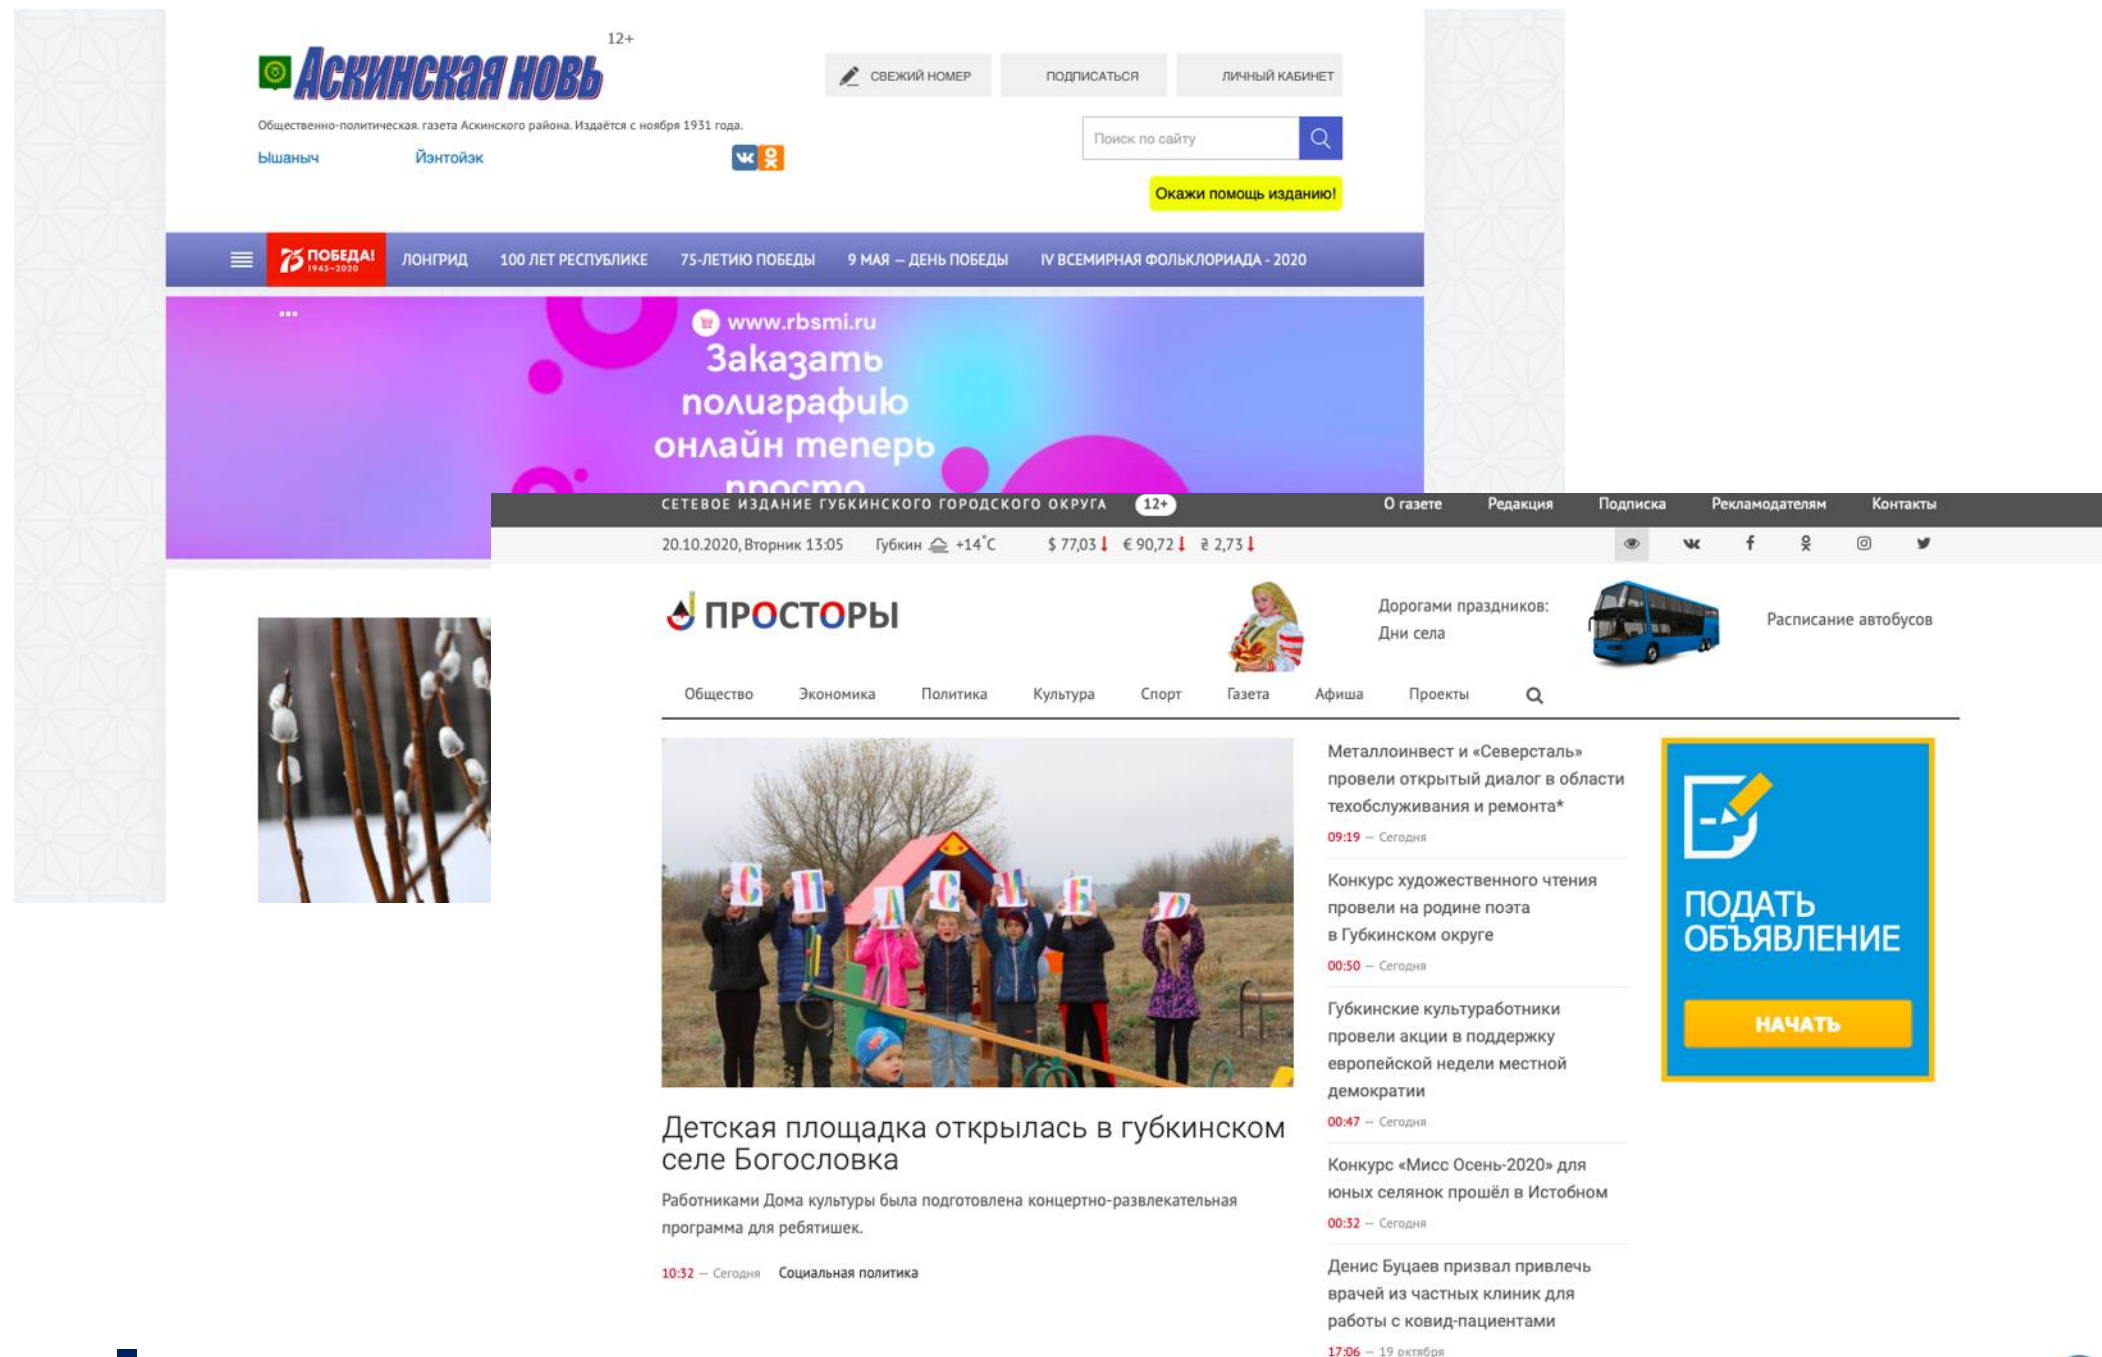 12+
Аскинская новь
СВЕЖИЙ НОМЕР
ПОДПИСАТЬСЯ
ЛИЧНЫЙ КАБИНЕТ
Общественно-политическая. газета Аскинского района. Издаётся с ноября 1931 года.
Поиск по сайту
Ышаныч
Йэнтойэк
Окажи помощь изданию!
75 ПОБЕДА!
1945–2020
ЛОНГРИД
100 ЛЕТ РЕСПУБЛИКЕ
75-ЛЕТИЮ ПОБЕДЫ
9 МАЯ — ДЕНЬ ПОБЕДЫ
IV ВСЕМИРНАЯ ФОЛЬКЛОРИАДА - 2020
...
www.rbsmi.ru
Заказать
полиграфию
онлайн теперь
просто
СЕТЕВОЕ ИЗДАНИЕ ГУБКИНСКОГО ГОРОДСКОГО ОКРУГА
12+
О газете
Редакция
Подписка
Рекламодателям
Контакты
20.10.2020, Вторник 13:05
Губкин +14°C
$ 77,03 € 90,72 ₴ 2,73
ПРОСТОРЫ
Дорогами праздников:
Дни села
Расписание автобусов
Общество
Экономика
Политика
Культура
Спорт
Газета
Афиша
Проекты
СПАСИБО
Детская площадка открылась в губкинском
селе Богословка
Работниками Дома культуры была подготовлена концертно-развлекательная
программа для ребятишек.
10:32 — Сегодня Социальная политика
Металлоинвест и «Северсталь»
провели открытый диалог в области
техобслуживания и ремонта*
09:19 — Сегодня
Конкурс художественного чтения
провели на родине поэта
в Губкинском округе
00:50 — Сегодня
Губкинские культуработники
провели акции в поддержку
европейской недели местной
демократии
00:47 — Сегодня
Конкурс «Мисс Осень-2020» для
юных селянок прошёл в Истобном
00:32 — Сегодня
Денис Буцаев призвал привлечь
врачей из частных клиник для
работы с ковид-пациентами
17:06 — 19 октября
ПОДАТЬ
ОБЪЯВЛЕНИЕ
НАЧАТЬ